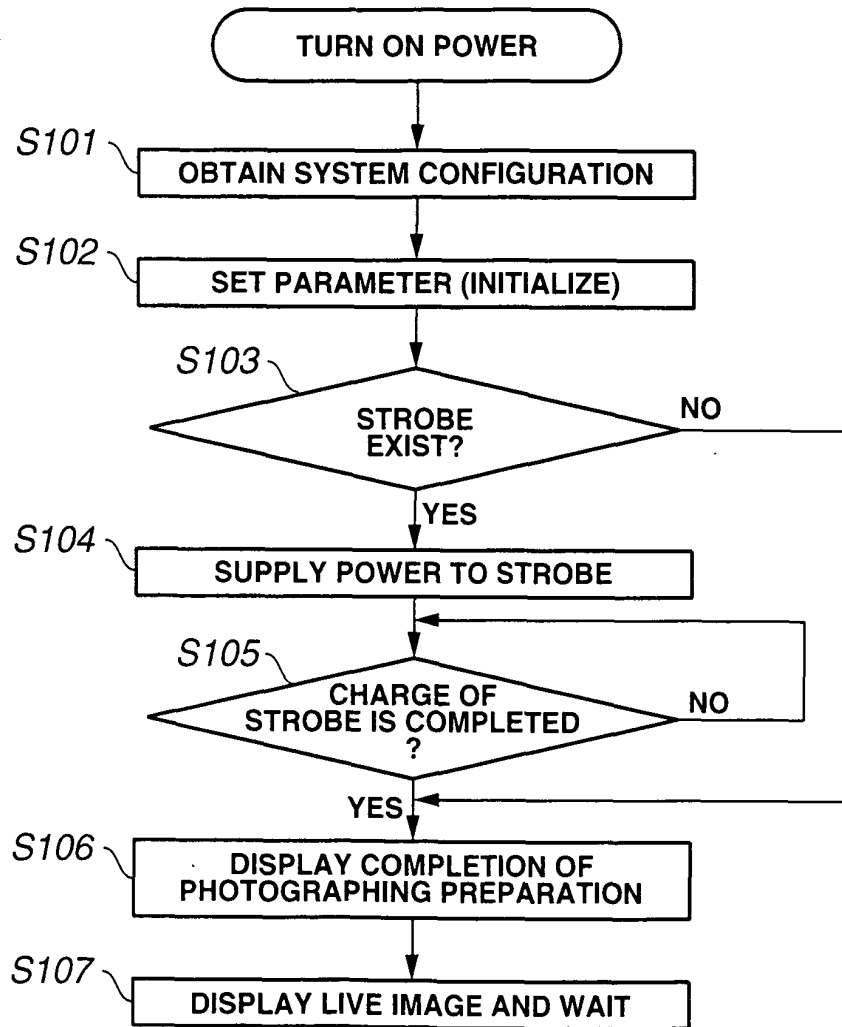 TURN ON POWER
S101
OBTAIN SYSTEM CONFIGURATION
S102
SET PARAMETER (INITIALIZE)
S103
STROBE
EXIST?
NO
YES
S104
SUPPLY POWER TO STROBE
S105
CHARGE OF
STROBE IS COMPLETED
?
NO
YES
S106
DISPLAY COMPLETION OF
PHOTOGRAPHING PREPARATION
S107
DISPLAY LIVE IMAGE AND WAIT